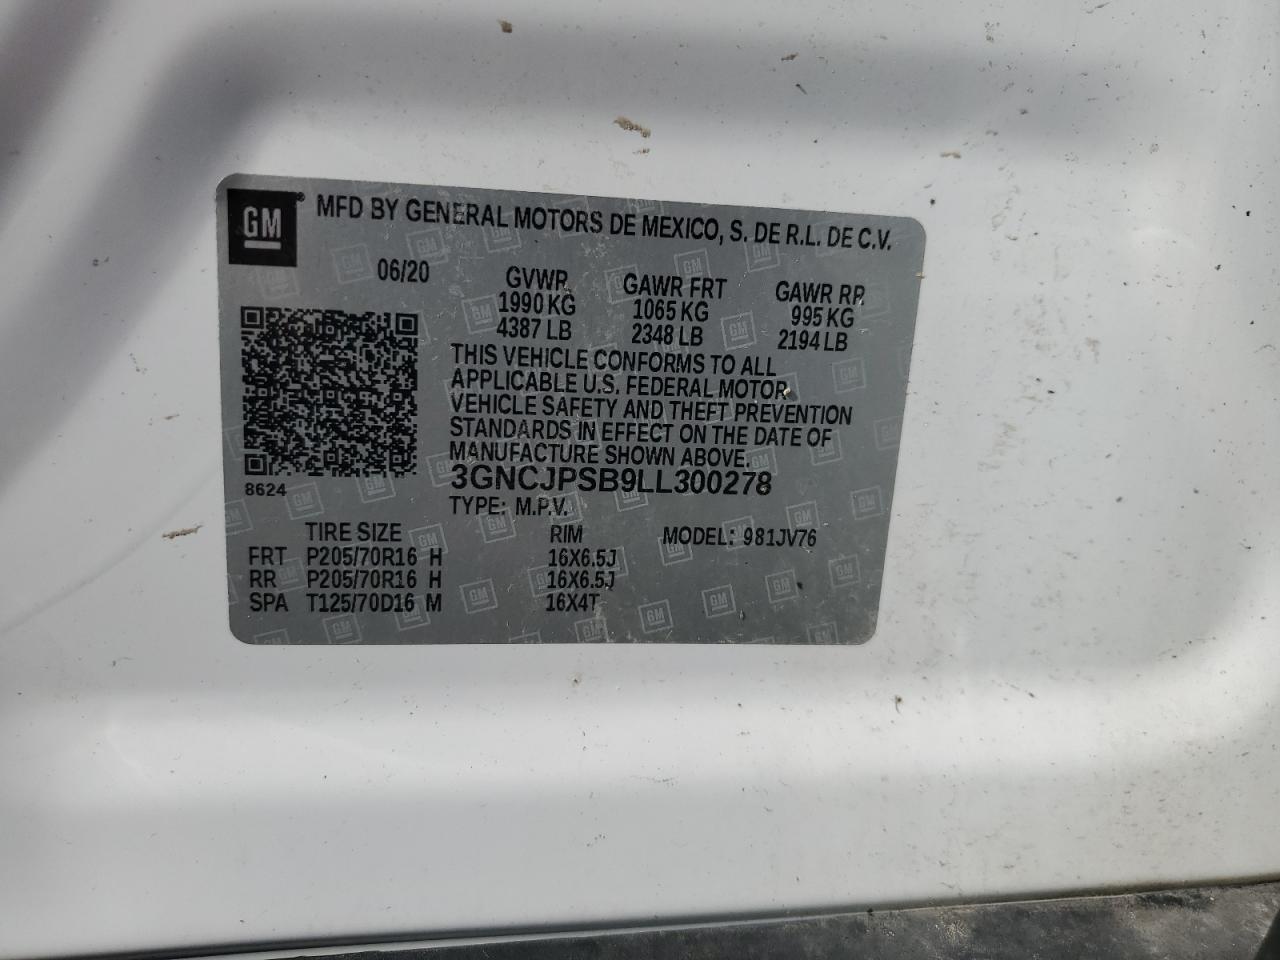 GM ® MFD BY GENERAL MOTORS DE MEXICO, S. DE R.L. DE C.V.
06/20
GVWR GAWR FRT GAWR RR
1990 KG 1065 KG 995 KG
4387 LB 2348 LB 2194 LB
THIS VEHICLE CONFORMS TO ALL
APPLICABLE U.S. FEDERAL MOTOR
VEHICLE SAFETY AND THEFT PREVENTION
STANDARDS IN EFFECT ON THE DATE OF
MANUFACTURE SHOWN ABOVE.
8624
3GNCJPSB9LL300278
TYPE: M.P.V.
TIRE SIZE RIM MODEL: 981JV76
FRT P205/70R16 H 16X6.5J
RR P205/70R16 H 16X6.5J
SPA T125/70D16 M 16X4T